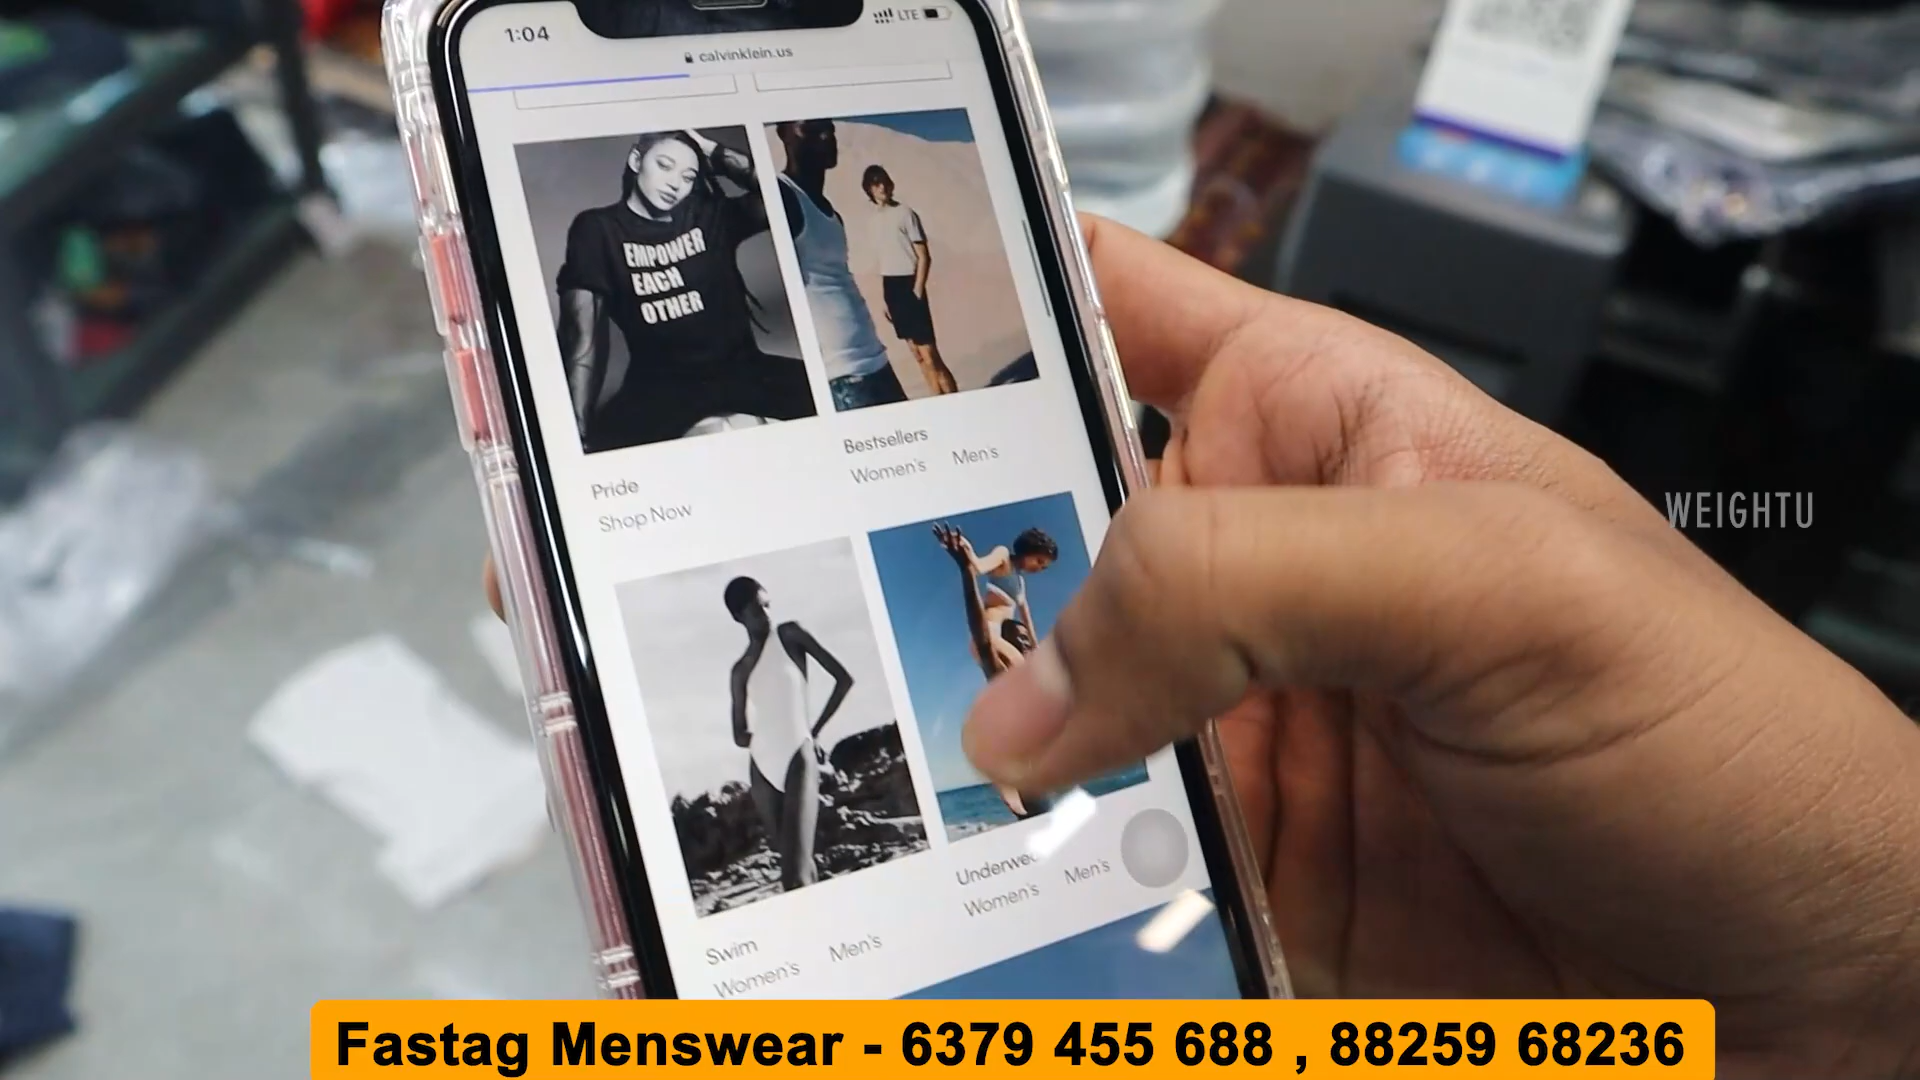 1:04
LTE
calvinklein.us
EMPOWER
EACH
OTHER
Bestsellers
Women's Men's
Pride
Shop Now
Underwe
Women's Men's
Swim
Women's Men's
WEIGHTU
Fastag Menswear - 6379 455 688 , 88259 68236